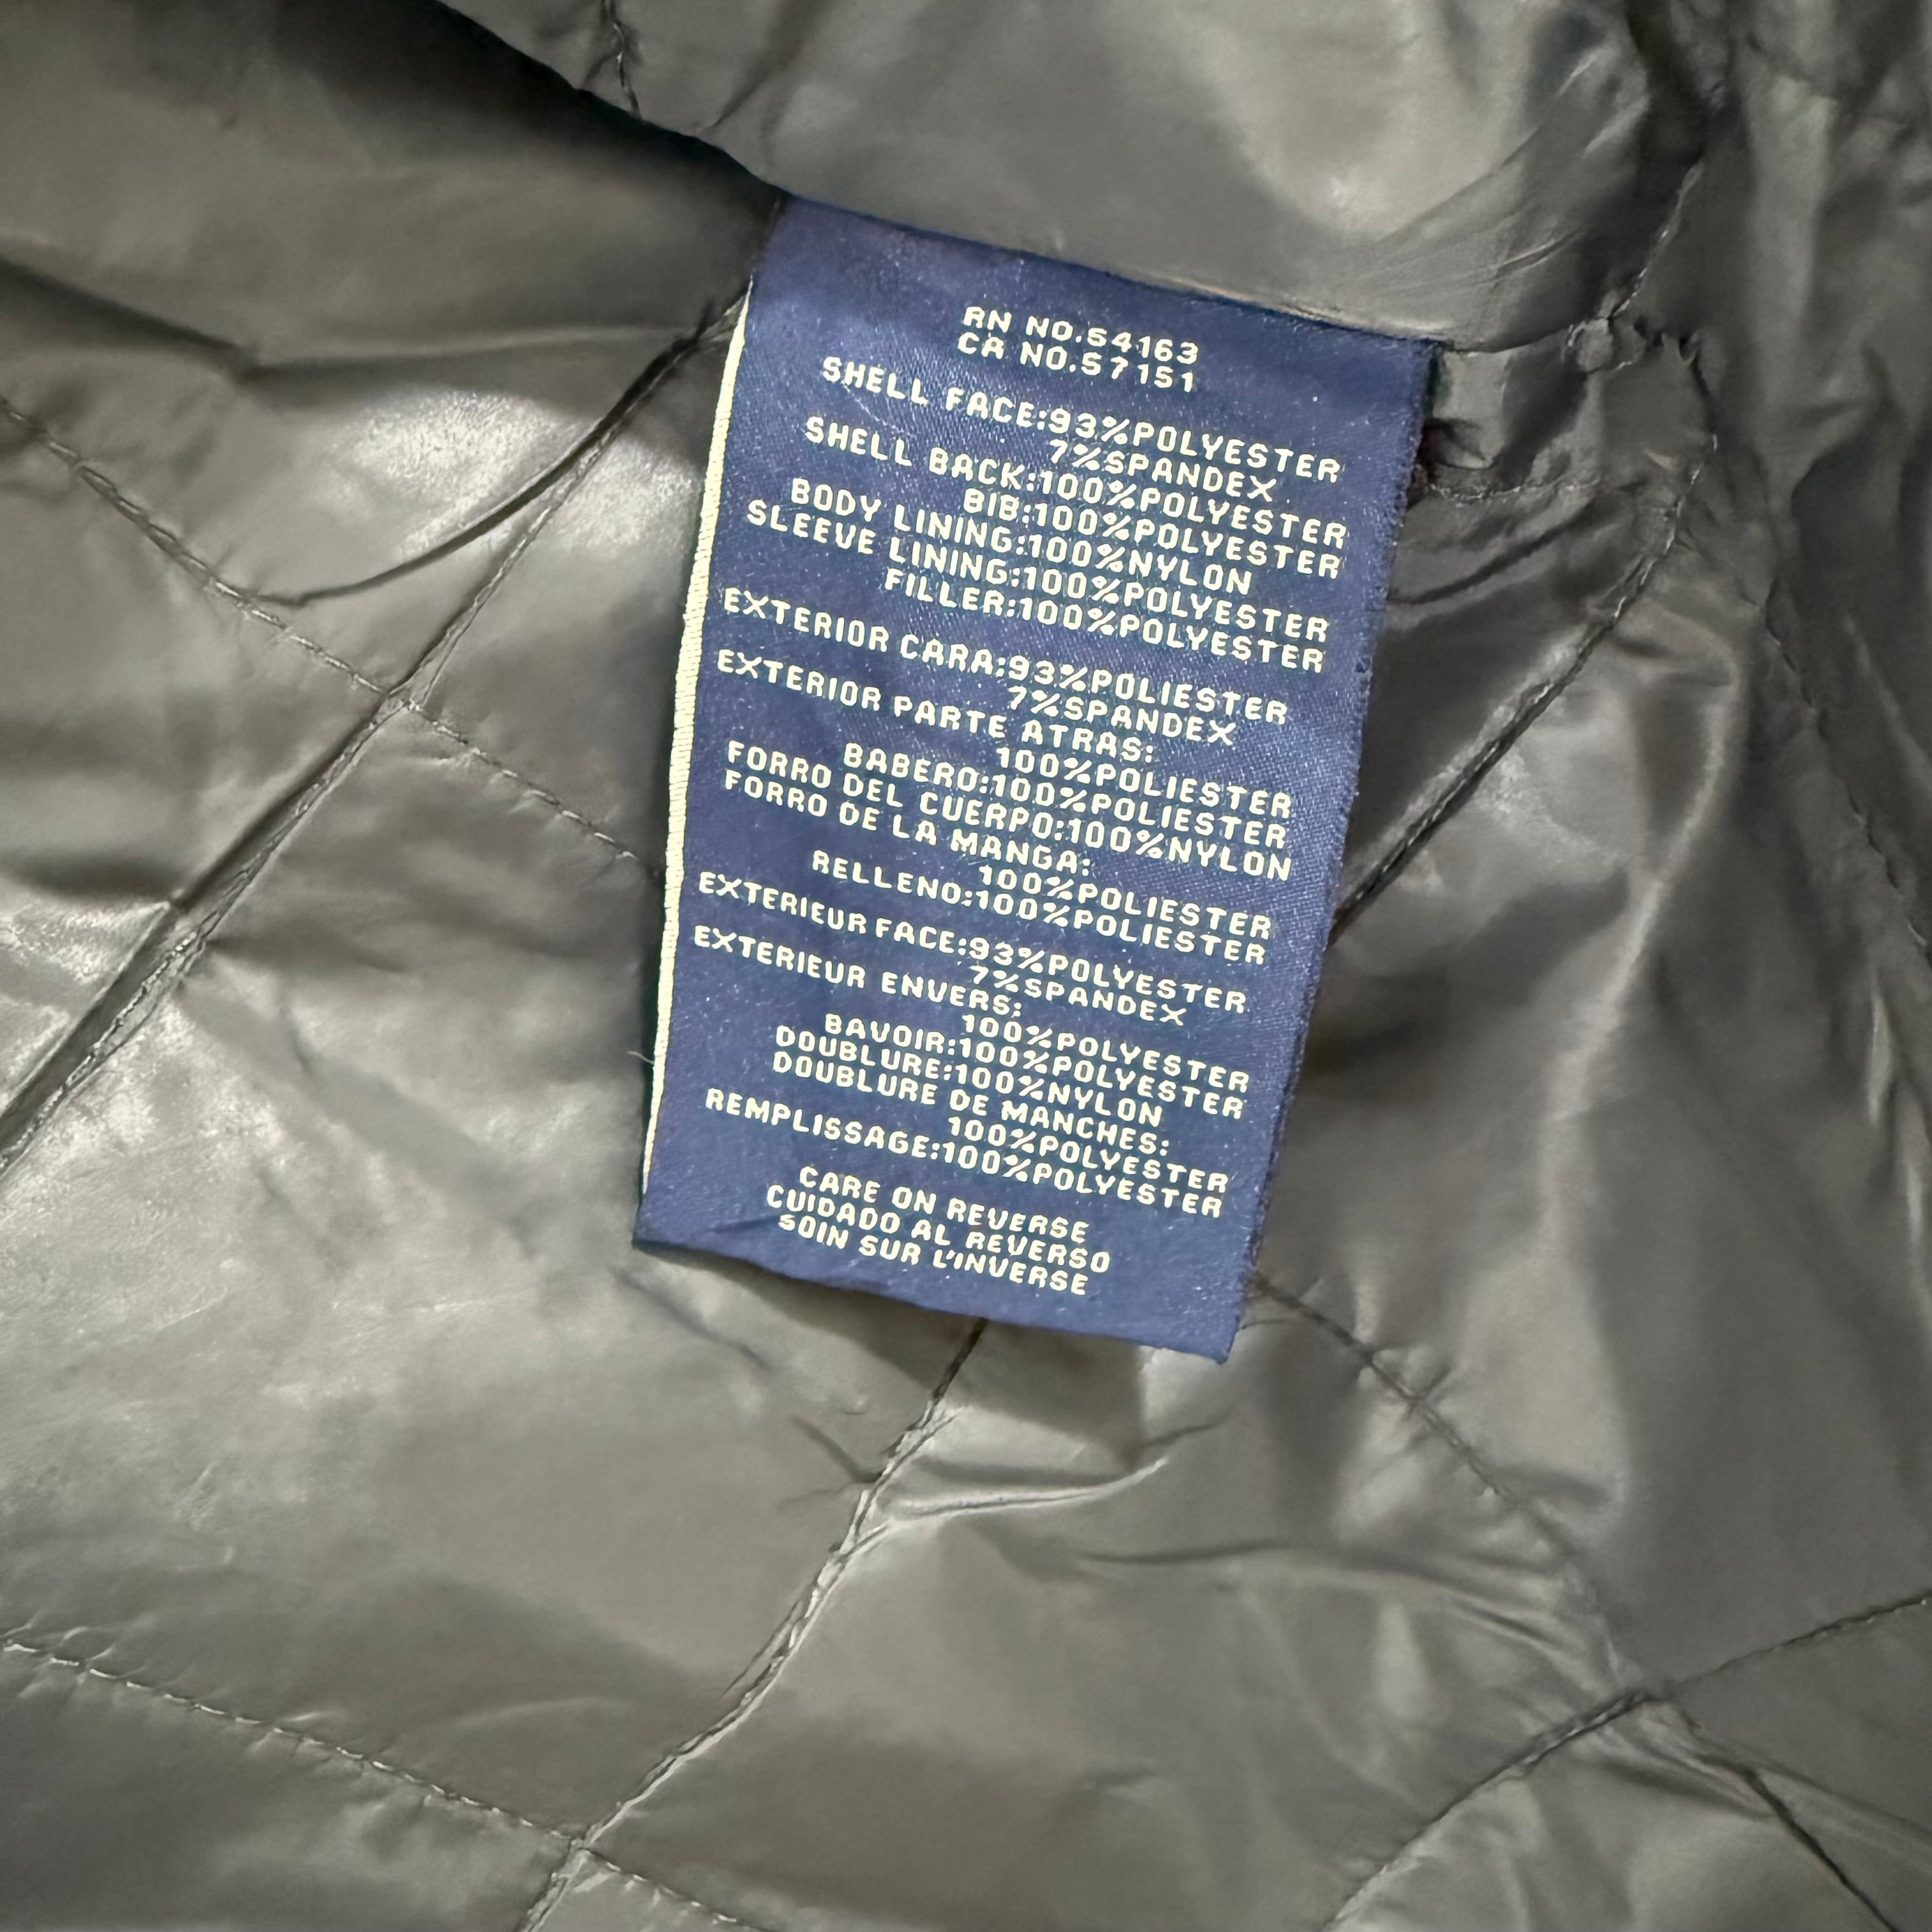 RN NO.54163
CA NO.57151
SHELL FACE:93%POLYESTER
7%SPANDEX
SHELL BACK:100%POLYESTER
BIB:100%POLYESTER
BODY LINING:100%NYLON
SLEEVE LINING:100%POLYESTER
FILLER:100%POLYESTER
EXTERIOR CARA:93%POLIESTER
7%SPANDEX
EXTERIOR PARTE ATRAS:
100%POLIESTER
BABERO:100%POLIESTER
FORRO DEL CUERPO:100%NYLON
FORRO DE LA MANGA:
100%POLIESTER
RELLENO:100%POLIESTER
EXTERIEUR FACE:93%POLYESTER
7%SPANDEX
EXTERIEUR ENVERS:
100%POLYESTER
BAVOIR:100%POLYESTER
DOUBLURE:100%NYLON
DOUBLURE DE MANCHES:
100%POLYESTER
REMPLISSAGE:100%POLYESTER
CARE ON REVERSE
CUIDADO AL REVERSO
SOIN SUR L'INVERSE